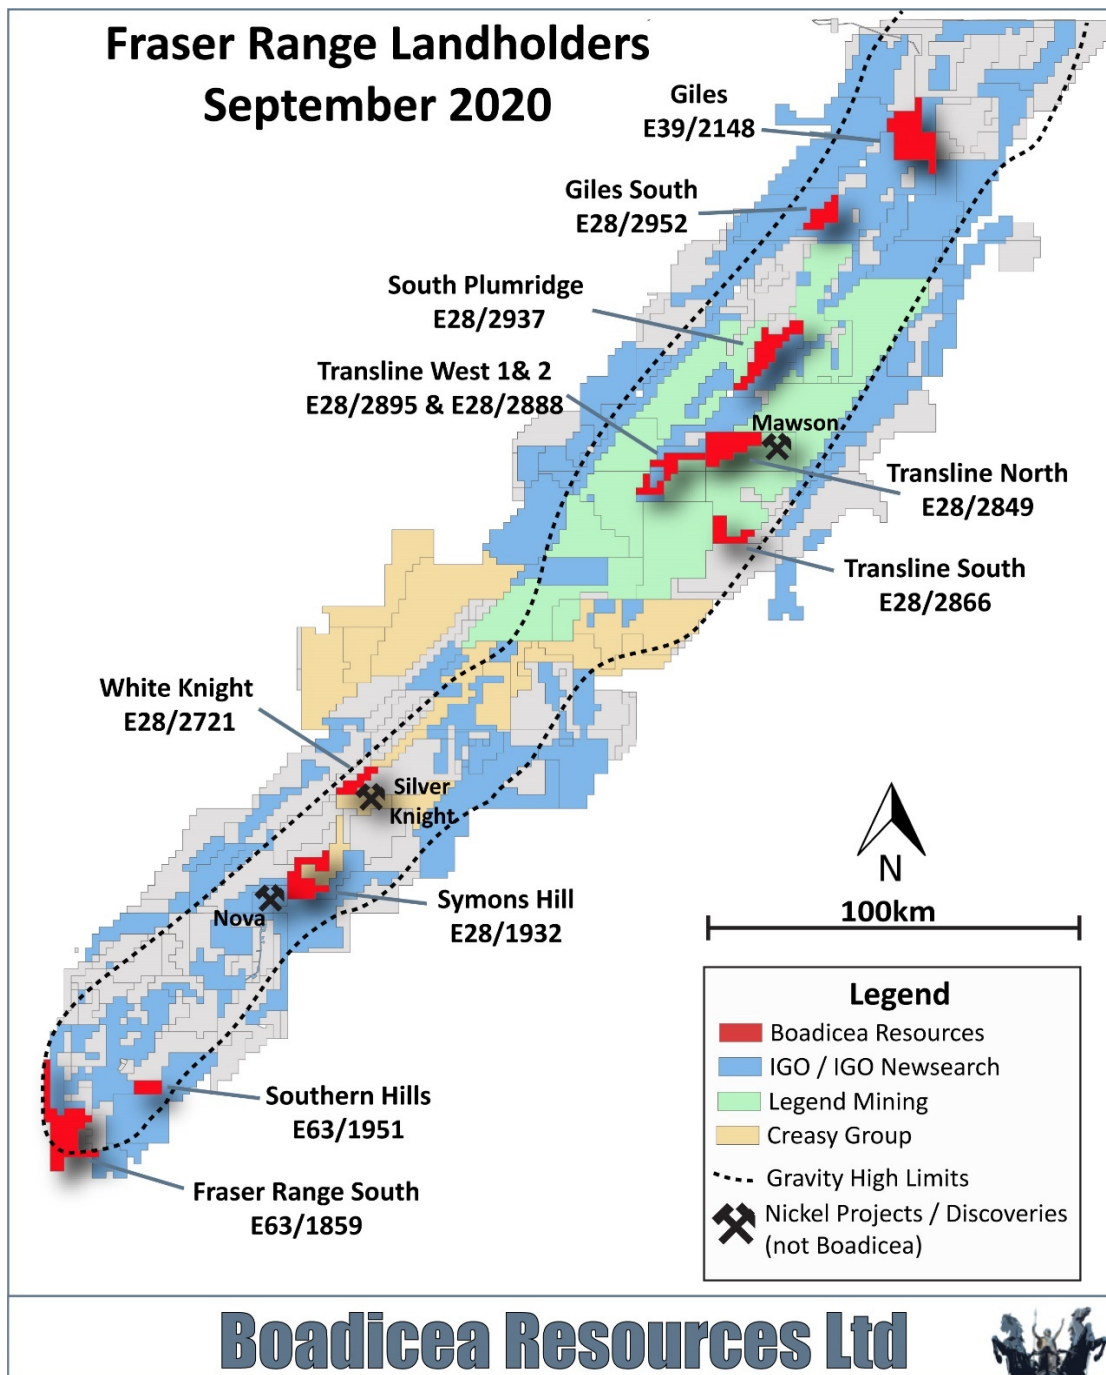 Fraser Range Landholders
September 2020
Giles
E39/2148
Giles South
E28/2952
South Plumridge
E28/2937
Transline West 1& 2
E28/2895 & E28/2888
Mawson
Transline North
E28/2849
Transline South
E28/2866
White Knight
E28/2721
Silver
Knight
Symons Hill
E28/1932
Nova
N
100km
Southern Hills
E63/1951
Fraser Range South
E63/1859
Legend
Boadicea Resources
IGO / IGO Newsearch
Legend Mining
Creasy Group
Gravity High Limits
Nickel Projects / Discoveries
(not Boadicea)
Boadicea Resources Ltd